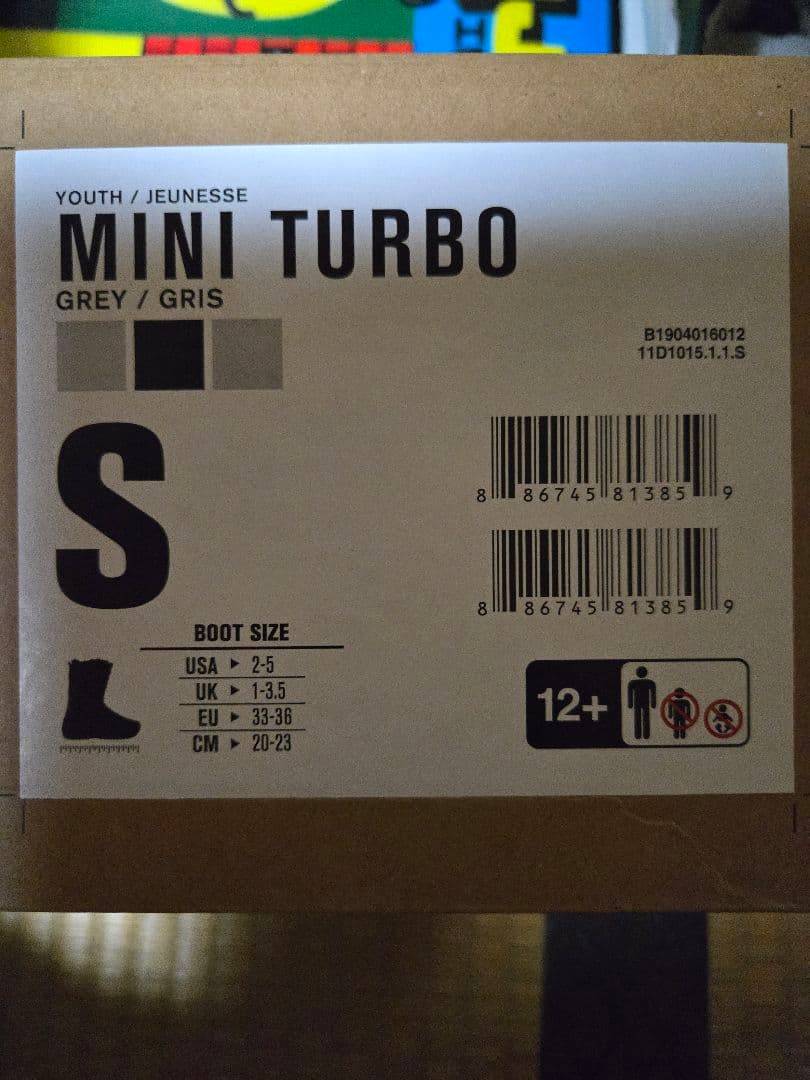 YOUTH / JEUNESSE
MINI TURBO
GREY / GRIS
B1904016012
11D1015.1.1.S
S
8 86745 81385 9
8 86745 81385 9
BOOT SIZE
USA ▶ 2-5
UK ▶ 1-3.5
EU ▶ 33-36
CM ▶ 20-23
12+